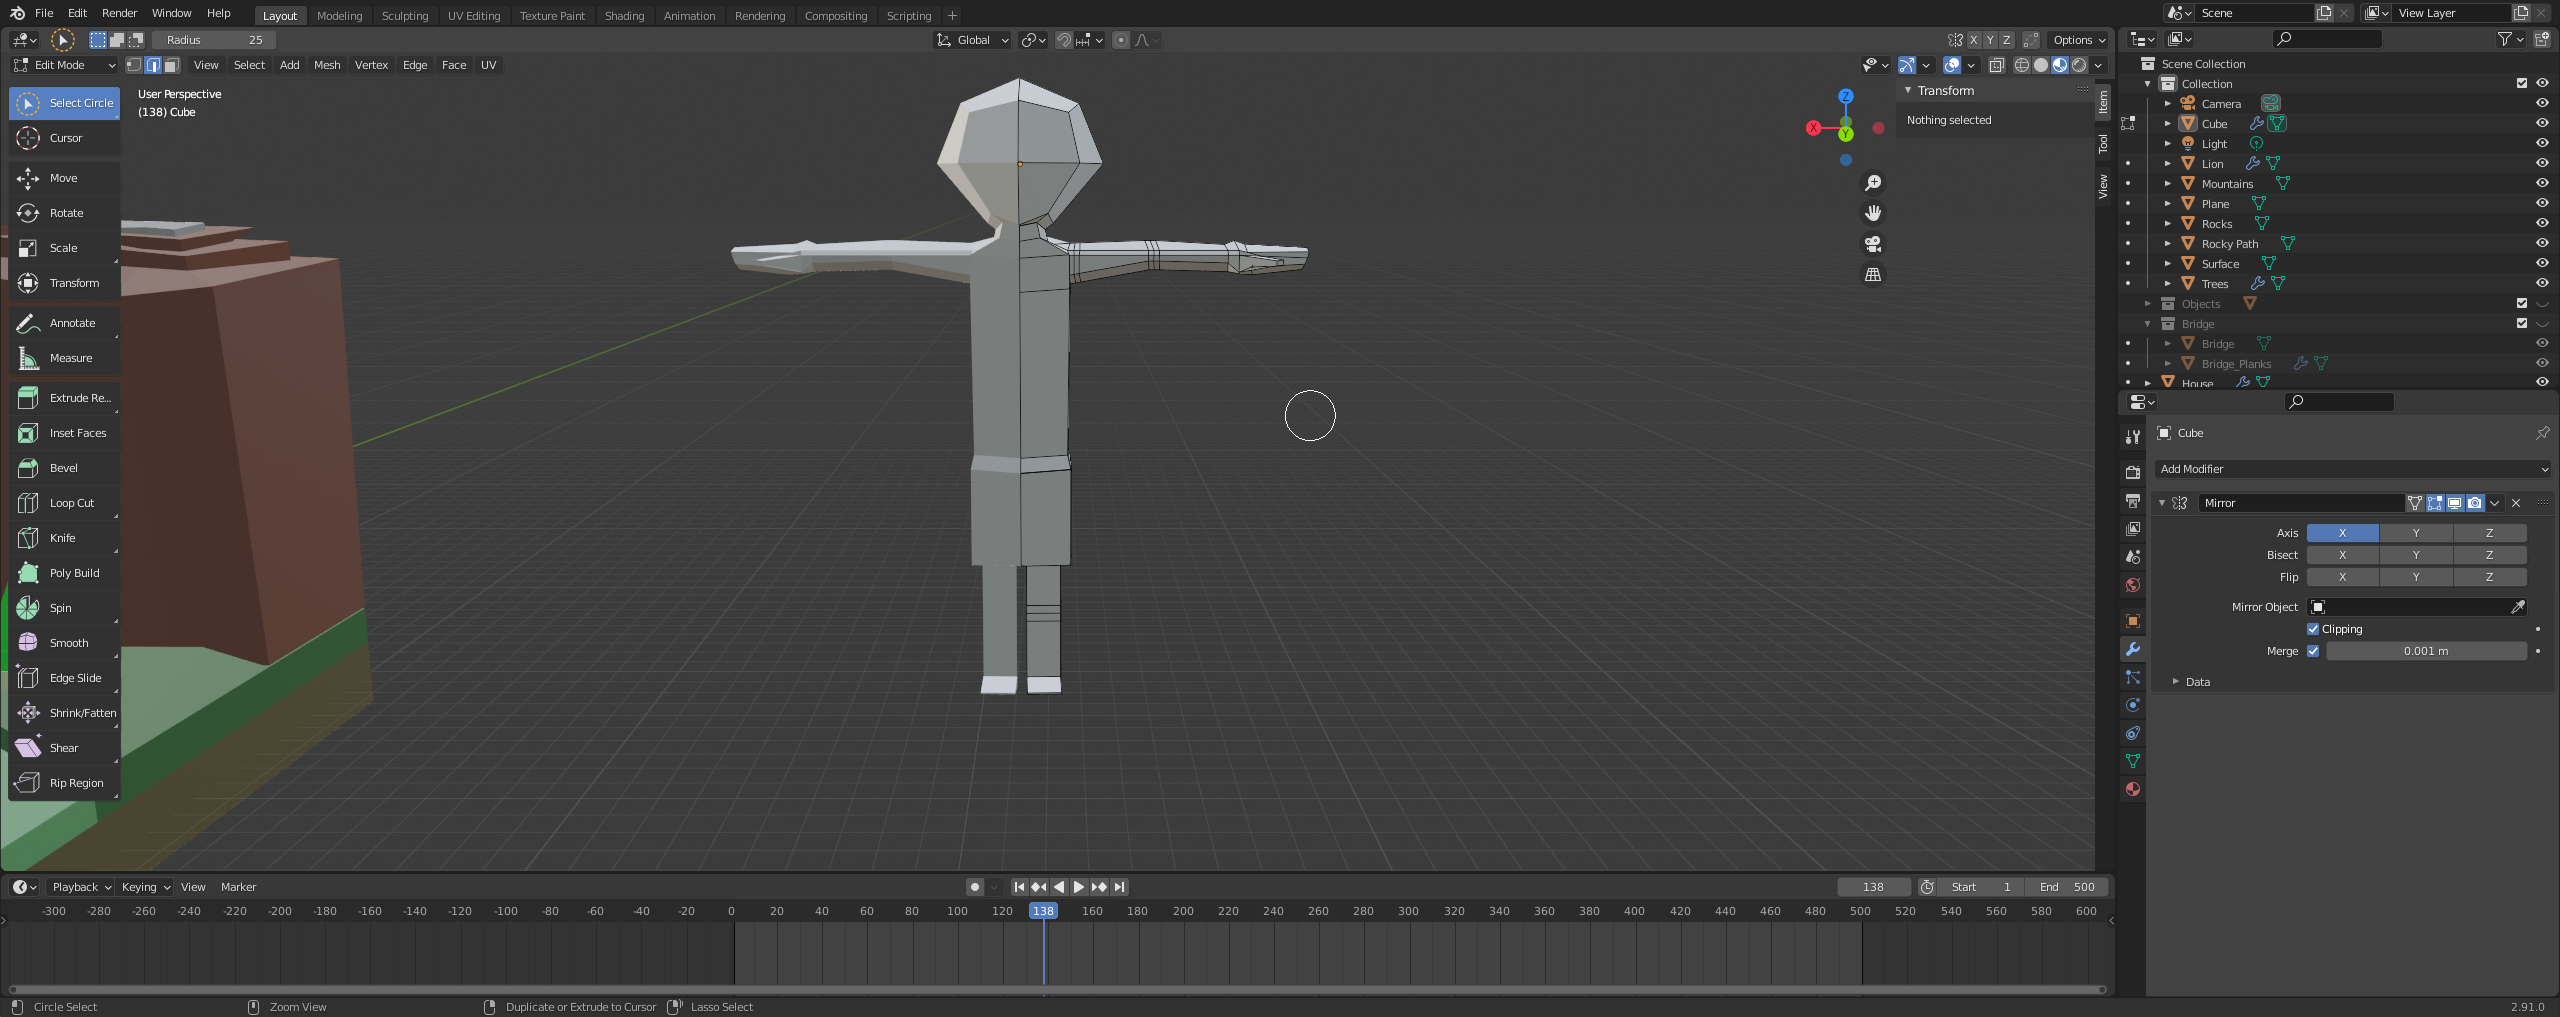 File Edit Render Window Help Layout Modeling Sculpting UV Editing Texture Paint Shading Animation Rendering Compositing Scripting + Scene View Layer
Radius 25 Global X Y Z Options
Edit Mode View Select Add Mesh Vertex Edge Face UV
User Perspective
(138) Cube
Select Circle
Cursor
Move
Rotate
Scale
Transform
Annotate
Measure
Extrude Re...
Inset Faces
Bevel
Loop Cut
Knife
Poly Build
Spin
Smooth
Edge Slide
Shrink/Fatten
Shear
Rip Region
Z
X
Y
Transform
Nothing selected
Item
Tool
View
Scene Collection
Collection
Camera
Cube
Light
Lion
Mountains
Plane
Rocks
Rocky Path
Surface
Trees
Objects
Bridge
Bridge
Bridge_Planks
House
Cube
Add Modifier
Mirror
Axis X Y Z
Bisect X Y Z
Flip X Y Z
Mirror Object
Clipping
Merge 0.001 m
Data
Playback Keying View Marker 138 Start 1 End 500
-300 -280 -260 -240 -220 -200 -180 -160 -140 -120 -100 -80 -60 -40 -20 0 20 40 60 80 100 120 138 160 180 200 220 240 260 280 300 320 340 360 380 400 420 440 460 480 500 520 540 560 580 600
Circle Select Zoom View Duplicate or Extrude to Cursor Lasso Select 2.91.0